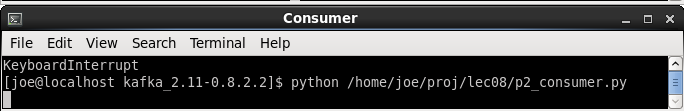 Consumer
File Edit View Search Terminal Help
KeyboardInterrupt
[joe@localhost kafka_2.11-0.8.2.2]$ python /home/joe/proj/lec08/p2_consumer.py